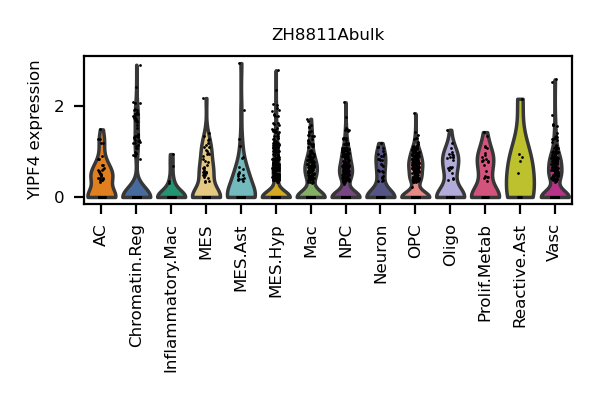 ZH8811Abulk
YIPF4 expression
2
0
AC
Chromatin.Reg
Inflammatory.Mac
MES
MES.Ast
MES.Hyp
Mac
NPC
Neuron
OPC
Oligo
Prolif.Metab
Reactive.Ast
Vasc